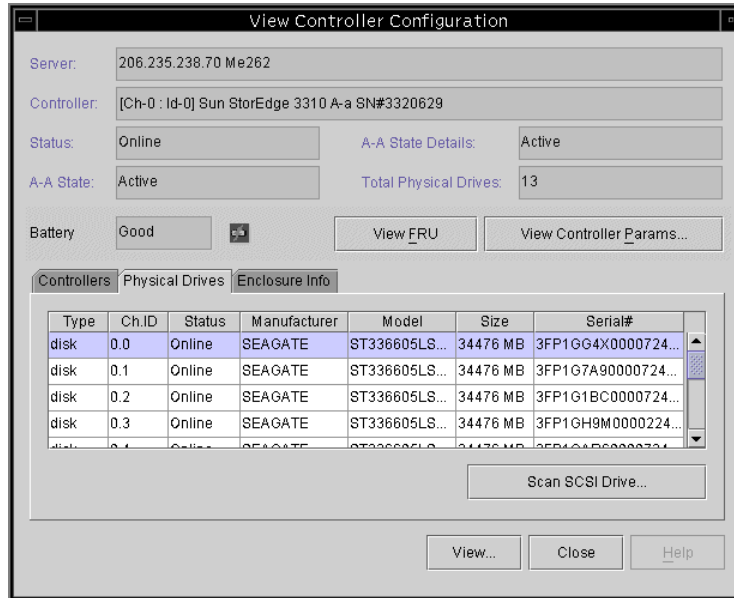 View Controller Configuration
Server: 206.235.238.70 Me262
Controller: [Ch-0 : Id-0] Sun StorEdge 3310 A-a SN#3320629
Status: Online A-A State Details: Active
A-A State: Active Total Physical Drives: 13
Battery Good View FRU View Controller Params...
Controllers Physical Drives Enclosure Info
Type Ch.ID Status Manufacturer Model Size Serial#
disk 0.0 Online SEAGATE ST336605LS... 34476 MB 3FP1GG4X0000724...
disk 0.1 Online SEAGATE ST336605LS... 34476 MB 3FP1G7A90000724...
disk 0.2 Online SEAGATE ST336605LS... 34476 MB 3FP1G1BC0000724...
disk 0.3 Online SEAGATE ST336605LS... 34476 MB 3FP1GH9M0000224...
Scan SCSI Drive...
View... Close Help